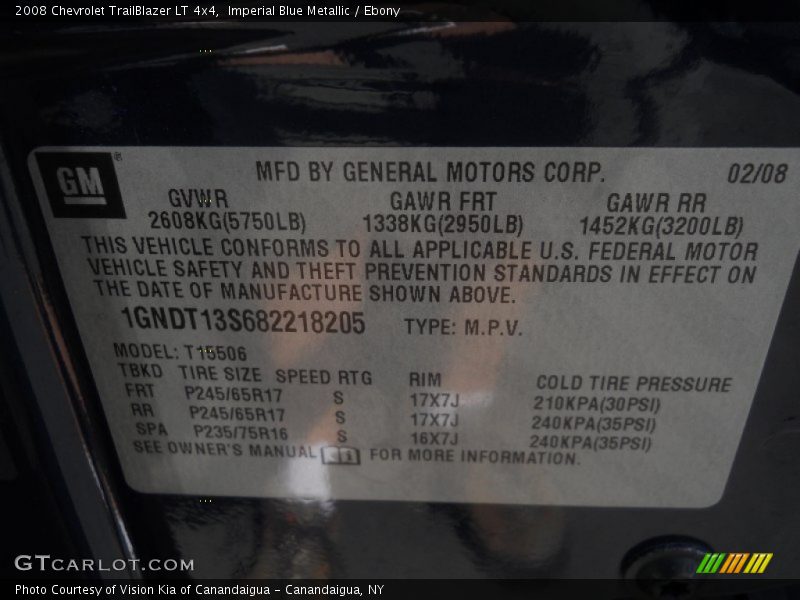 2008 Chevrolet TrailBlazer LT 4x4,  Imperial Blue Metallic / Ebony
GM®
MFD BY GENERAL MOTORS CORP. 02/08
GVWR GAWR FRT GAWR RR
2608KG(5750LB) 1338KG(2950LB) 1452KG(3200LB)
THIS VEHICLE CONFORMS TO ALL APPLICABLE U.S. FEDERAL MOTOR
VEHICLE SAFETY AND THEFT PREVENTION STANDARDS IN EFFECT ON
THE DATE OF MANUFACTURE SHOWN ABOVE.
1GNDT13S682218205 TYPE: M.P.V.
MODEL: T15506
TBKD TIRE SIZE SPEED RTG RIM COLD TIRE PRESSURE
FRT P245/65R17 S 17X7J 210KPA(30PSI)
RR P245/65R17 S 17X7J 240KPA(35PSI)
SPA P235/75R16 S 16X7J 240KPA(35PSI)
SEE OWNER'S MANUAL FOR MORE INFORMATION.
GTCARLOT.COM
Photo Courtesy of Vision Kia of Canandaigua - Canandaigua, NY